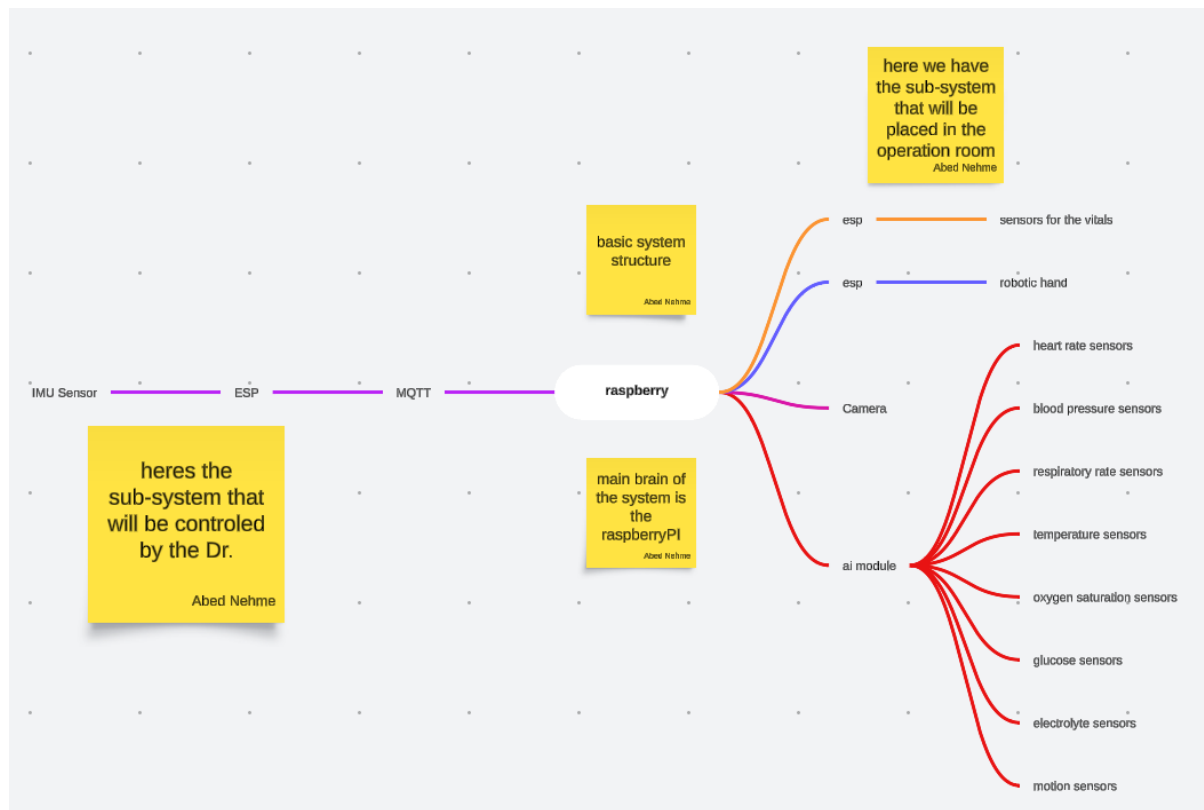 here we have
the sub-system
that will be
placed in the
operation room
Abed Nehme
basic system
structure
Abed Nehme
esp
sensors for the vitals
esp
robotic hand
IMU Sensor
ESP
MQTT
raspberry
Camera
heres the
sub-system that
will be controled
by the Dr.
Abed Nehme
main brain of
the system is
the
raspberryPI
Abed Nehme
ai module
heart rate sensors
blood pressure sensors
respiratory rate sensors
temperature sensors
oxygen saturation sensors
glucose sensors
electrolyte sensors
motion sensors